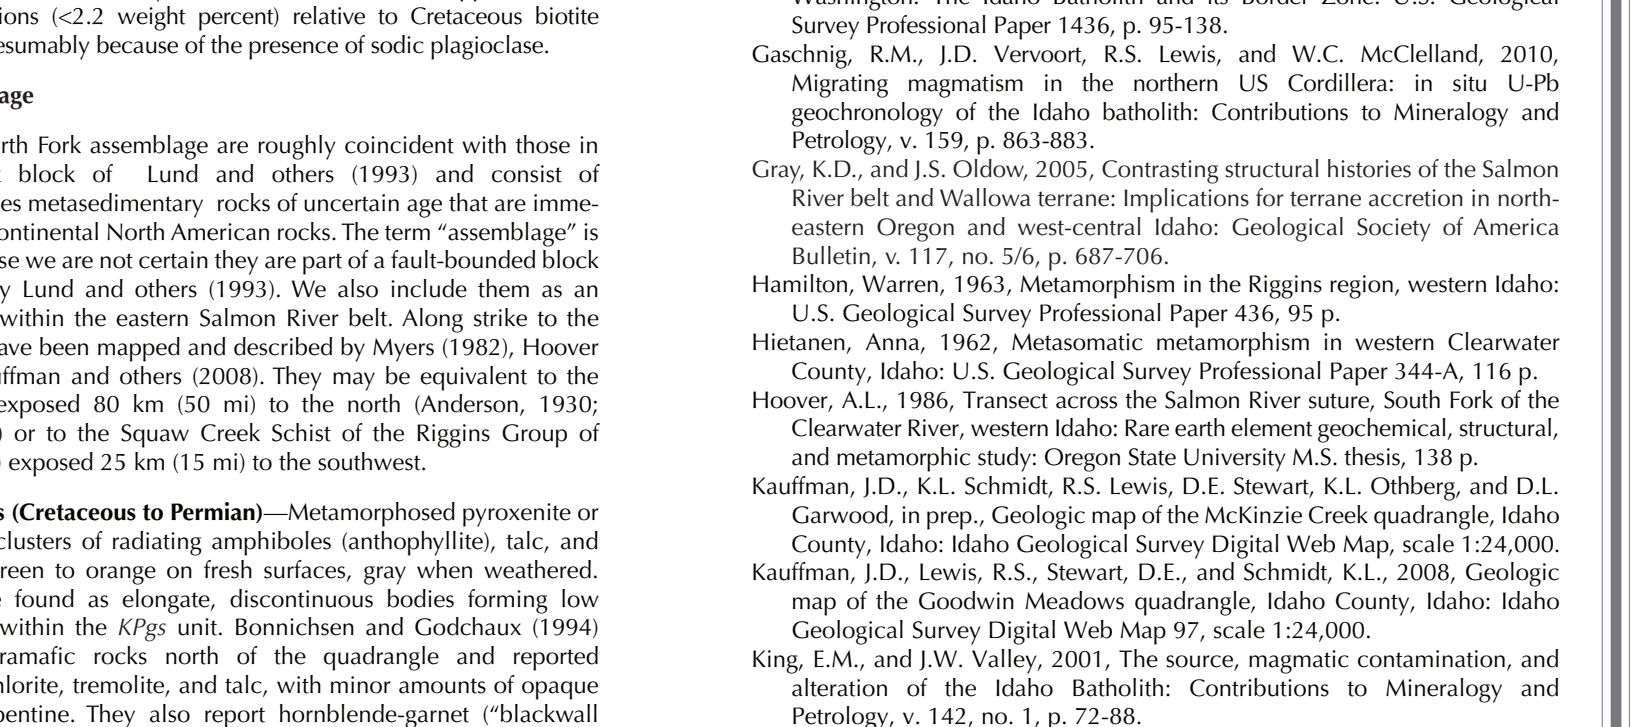 ions (<2.2 weight percent) relative to Cretaceous biotite
esumably because of the presence of sodic plagioclase.
age
rth Fork assemblage are roughly coincident with those in
block of Lund and others (1993) and consist of
es metasedimentary rocks of uncertain age that are imme-
ontinental North American rocks. The term “assemblage” is
se we are not certain they are part of a fault-bounded block
y Lund and others (1993). We also include them as an
within the eastern Salmon River belt. Along strike to the
ave been mapped and described by Myers (1982), Hoover
uffman and others (2008). They may be equivalent to the
exposed 80 km (50 mi) to the north (Anderson, 1930;
) or to the Squaw Creek Schist of the Riggins Group of
) exposed 25 km (15 mi) to the southwest.
s (Cretaceous to Permian)—Metamorphosed pyroxenite or
clusters of radiating amphiboles (anthophyllite), talc, and
reen to orange on fresh surfaces, gray when weathered.
e found as elongate, discontinuous bodies forming low
within the KPgs unit. Bonnichsen and Godchaux (1994)
ramafic rocks north of the quadrangle and reported
hlorite, tremolite, and talc, with minor amounts of opaque
pentine. They also report hornblende-garnet (“blackwall
Washington: The Idaho Batholith and its Border Zone: U.S. Geological
Survey Professional Paper 1436, p. 95-138.
Gaschnig, R.M., J.D. Vervoort, R.S. Lewis, and W.C. McClelland, 2010,
Migrating magmatism in the northern US Cordillera: in situ U-Pb
geochronology of the Idaho batholith: Contributions to Mineralogy and
Petrology, v. 159, p. 863-883.
Gray, K.D., and J.S. Oldow, 2005, Contrasting structural histories of the Salmon
River belt and Wallowa terrane: Implications for terrane accretion in north-
eastern Oregon and west-central Idaho: Geological Society of America
Bulletin, v. 117, no. 5/6, p. 687-706.
Hamilton, Warren, 1963, Metamorphism in the Riggins region, western Idaho:
U.S. Geological Survey Professional Paper 436, 95 p.
Hietanen, Anna, 1962, Metasomatic metamorphism in western Clearwater
County, Idaho: U.S. Geological Survey Professional Paper 344-A, 116 p.
Hoover, A.L., 1986, Transect across the Salmon River suture, South Fork of the
Clearwater River, western Idaho: Rare earth element geochemical, structural,
and metamorphic study: Oregon State University M.S. thesis, 138 p.
Kauffman, J.D., K.L. Schmidt, R.S. Lewis, D.E. Stewart, K.L. Othberg, and D.L.
Garwood, in prep., Geologic map of the McKinzie Creek quadrangle, Idaho
County, Idaho: Idaho Geological Survey Digital Web Map, scale 1:24,000.
Kauffman, J.D., Lewis, R.S., Stewart, D.E., and Schmidt, K.L., 2008, Geologic
map of the Goodwin Meadows quadrangle, Idaho County, Idaho: Idaho
Geological Survey Digital Web Map 97, scale 1:24,000.
King, E.M., and J.W. Valley, 2001, The source, magmatic contamination, and
alteration of the Idaho Batholith: Contributions to Mineralogy and
Petrology, v. 142, no. 1, p. 72-88.